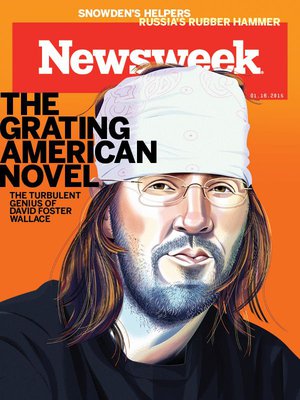 SNOWDEN'S HELPERS
RUSSIA'S RUBBER HAMMER
Newsweek
01.16.2015
THE
GRATING
AMERICAN
NOVEL
THE TURBULENT
GENIUS OF
DAVID FOSTER
WALLACE